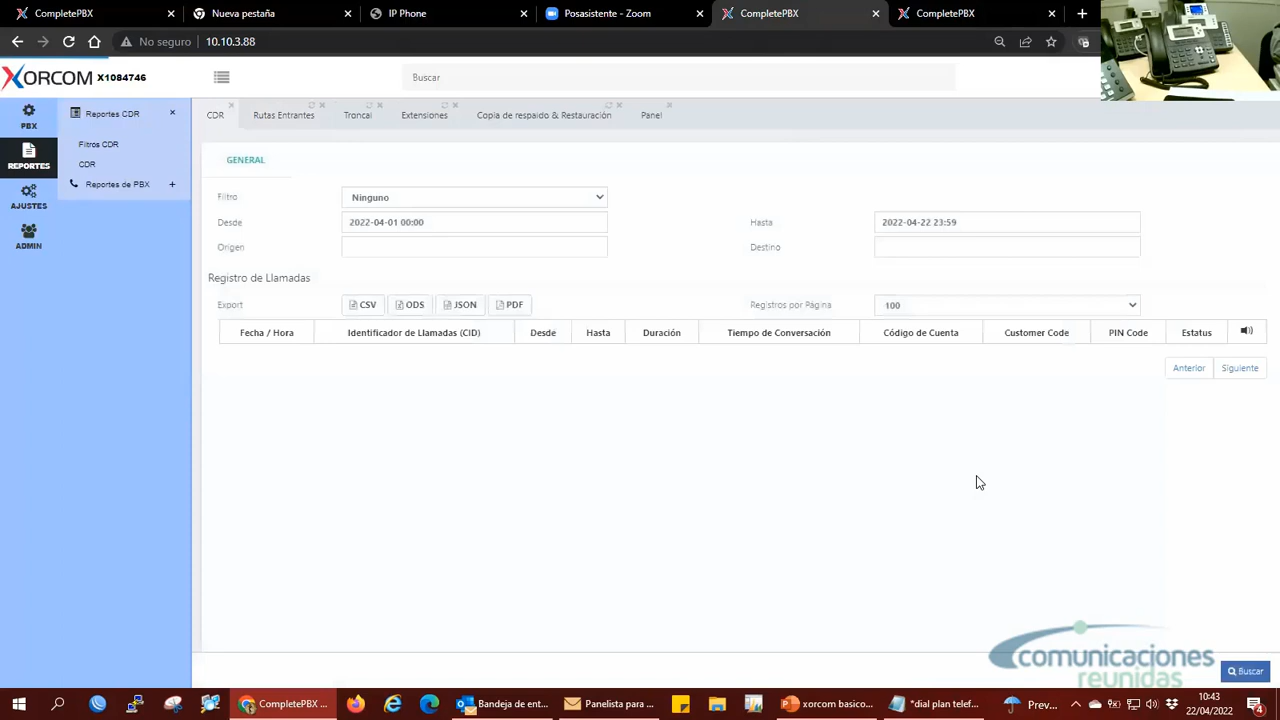 CompletePBX
Nueva pestaña
IP Phone
Posasistente - Zoom
CompletePBX
CompletePBX
No seguro
10.10.3.88
XORCOM X1084746
Buscar
PBX
REPORTES
AJUSTES
ADMIN
Reportes CDR
Filtros CDR
CDR
Reportes de PBX
CDR
Rutas Entrantes
Troncal
Extensiones
Copia de respaldo & Restauración
Panel
GENERAL
Filtro
Ninguno
Desde
2022-04-01 00:00
Hasta
2022-04-22 23:59
Origen
Destino
Registro de Llamadas
Export
CSV
ODS
JSON
PDF
Registros por Página
100
Fecha / Hora
Identificador de Llamadas (CID)
Desde
Hasta
Duración
Tiempo de Conversación
Código de Cuenta
Customer Code
PIN Code
Estatus
Anterior
Siguiente
comunicaciones
reunidas
Buscar
CompletePBX ...
Bandeja de ent...
Panelista para ...
xorcom basico...
*dial plan telef...
Prev...
10:43
22/04/2022
4